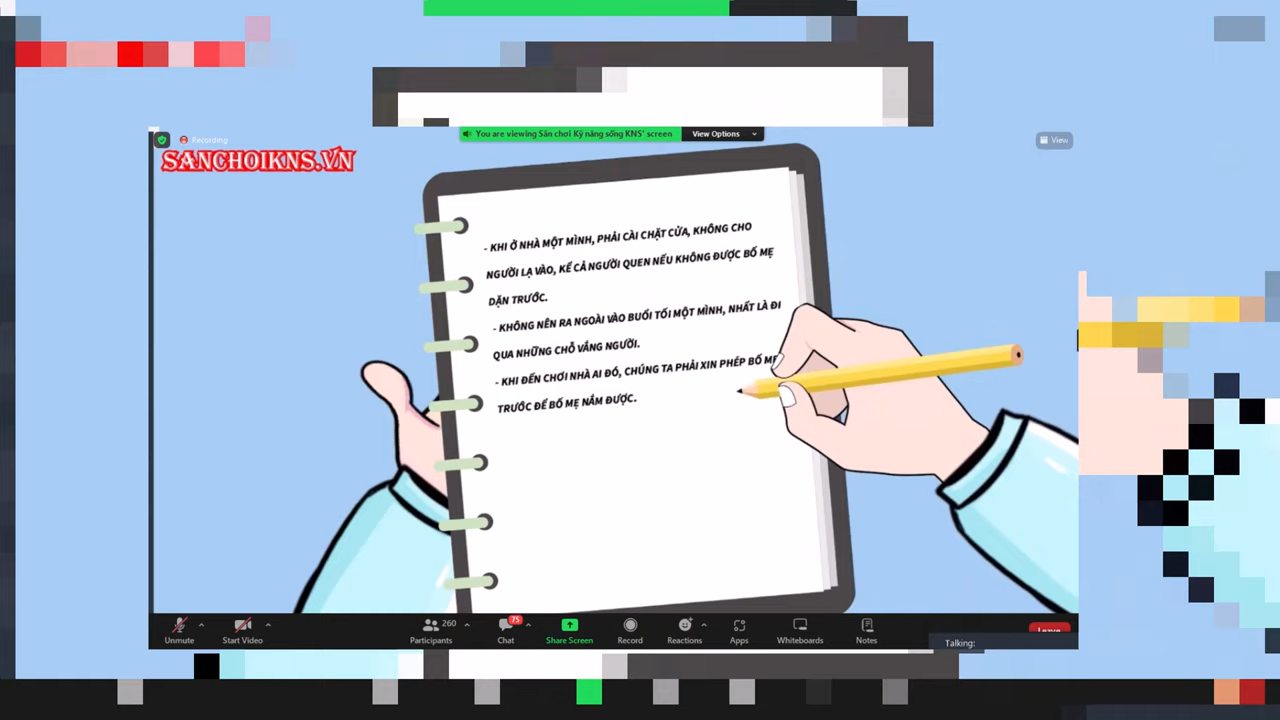 You are viewing Sân chơi Kỹ năng sống KNS' screen
View Options
Recording
View
SANCHOIKNS.VN
- KHI Ở NHÀ MỘT MÌNH, PHẢI CÀI CHẶT CỬA, KHÔNG CHO
NGƯỜI LẠ VÀO, KỂ CẢ NGƯỜI QUEN NẾU KHÔNG ĐƯỢC BỐ MẸ
DẶN TRƯỚC.
- KHÔNG NÊN RA NGOÀI VÀO BUỔI TỐI MỘT MÌNH, NHẤT LÀ ĐI
QUA NHỮNG CHỖ VẮNG NGƯỜI.
- KHI ĐẾN CHƠI NHÀ AI ĐÓ, CHÚNG TA PHẢI XIN PHÉP BỐ MẸ
TRƯỚC ĐỂ BỐ MẸ NẮM ĐƯỢC.
260
75
Unmute
Start Video
Participants
Chat
Share Screen
Record
Reactions
Apps
Whiteboards
Notes
Leave
Talking: